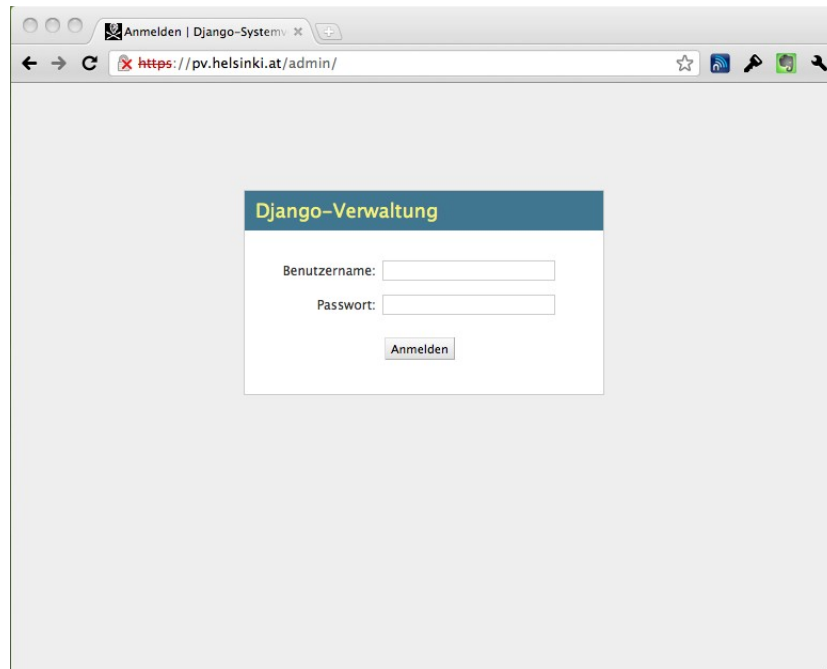 Anmelden | Django-Systemv
https://pv.helsinki.at/admin/
Django-Verwaltung
Benutzername:
Passwort:
Anmelden